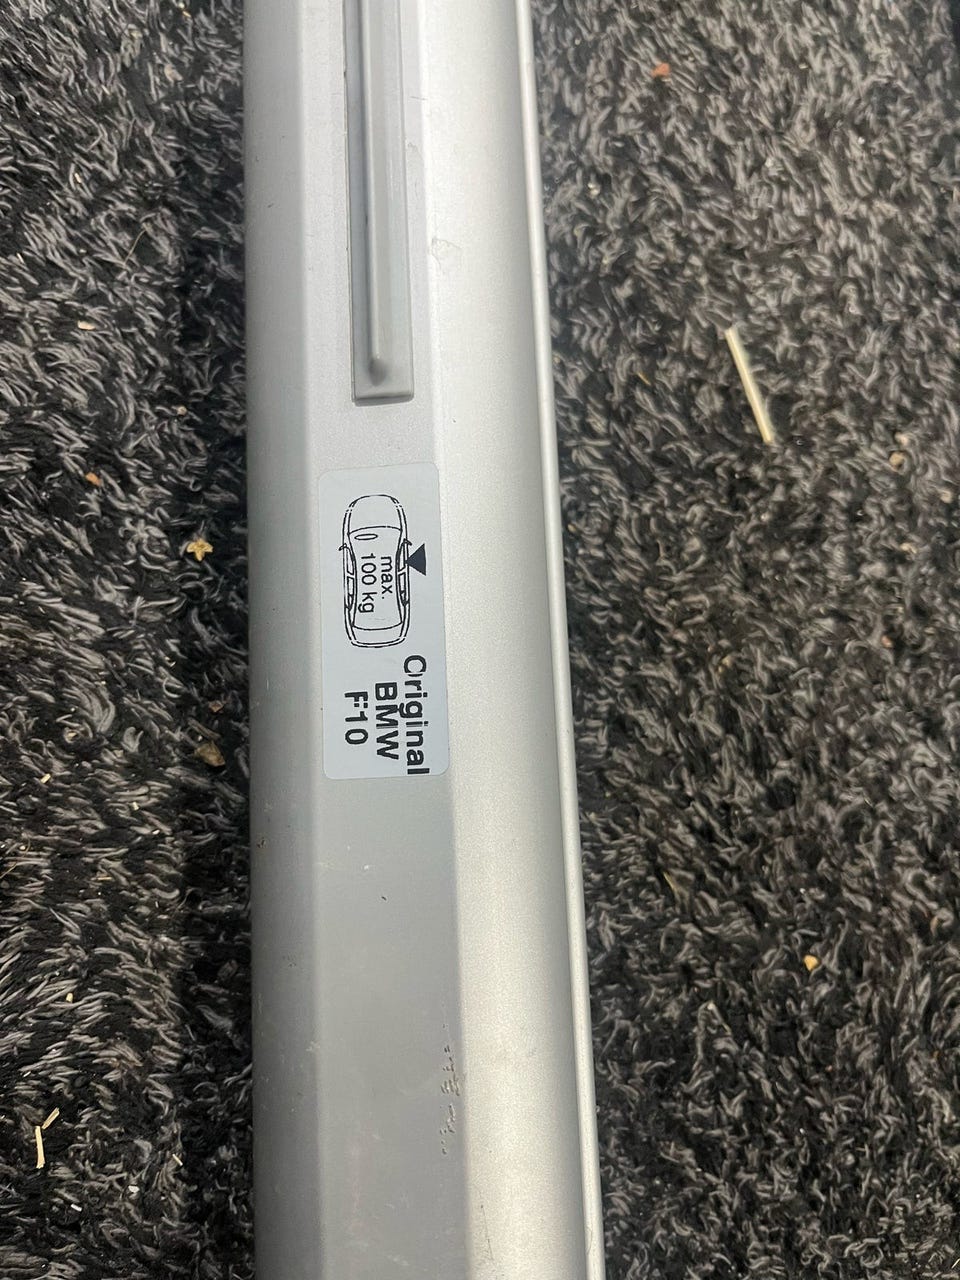 max.
100 kg
Original
BMW
F10